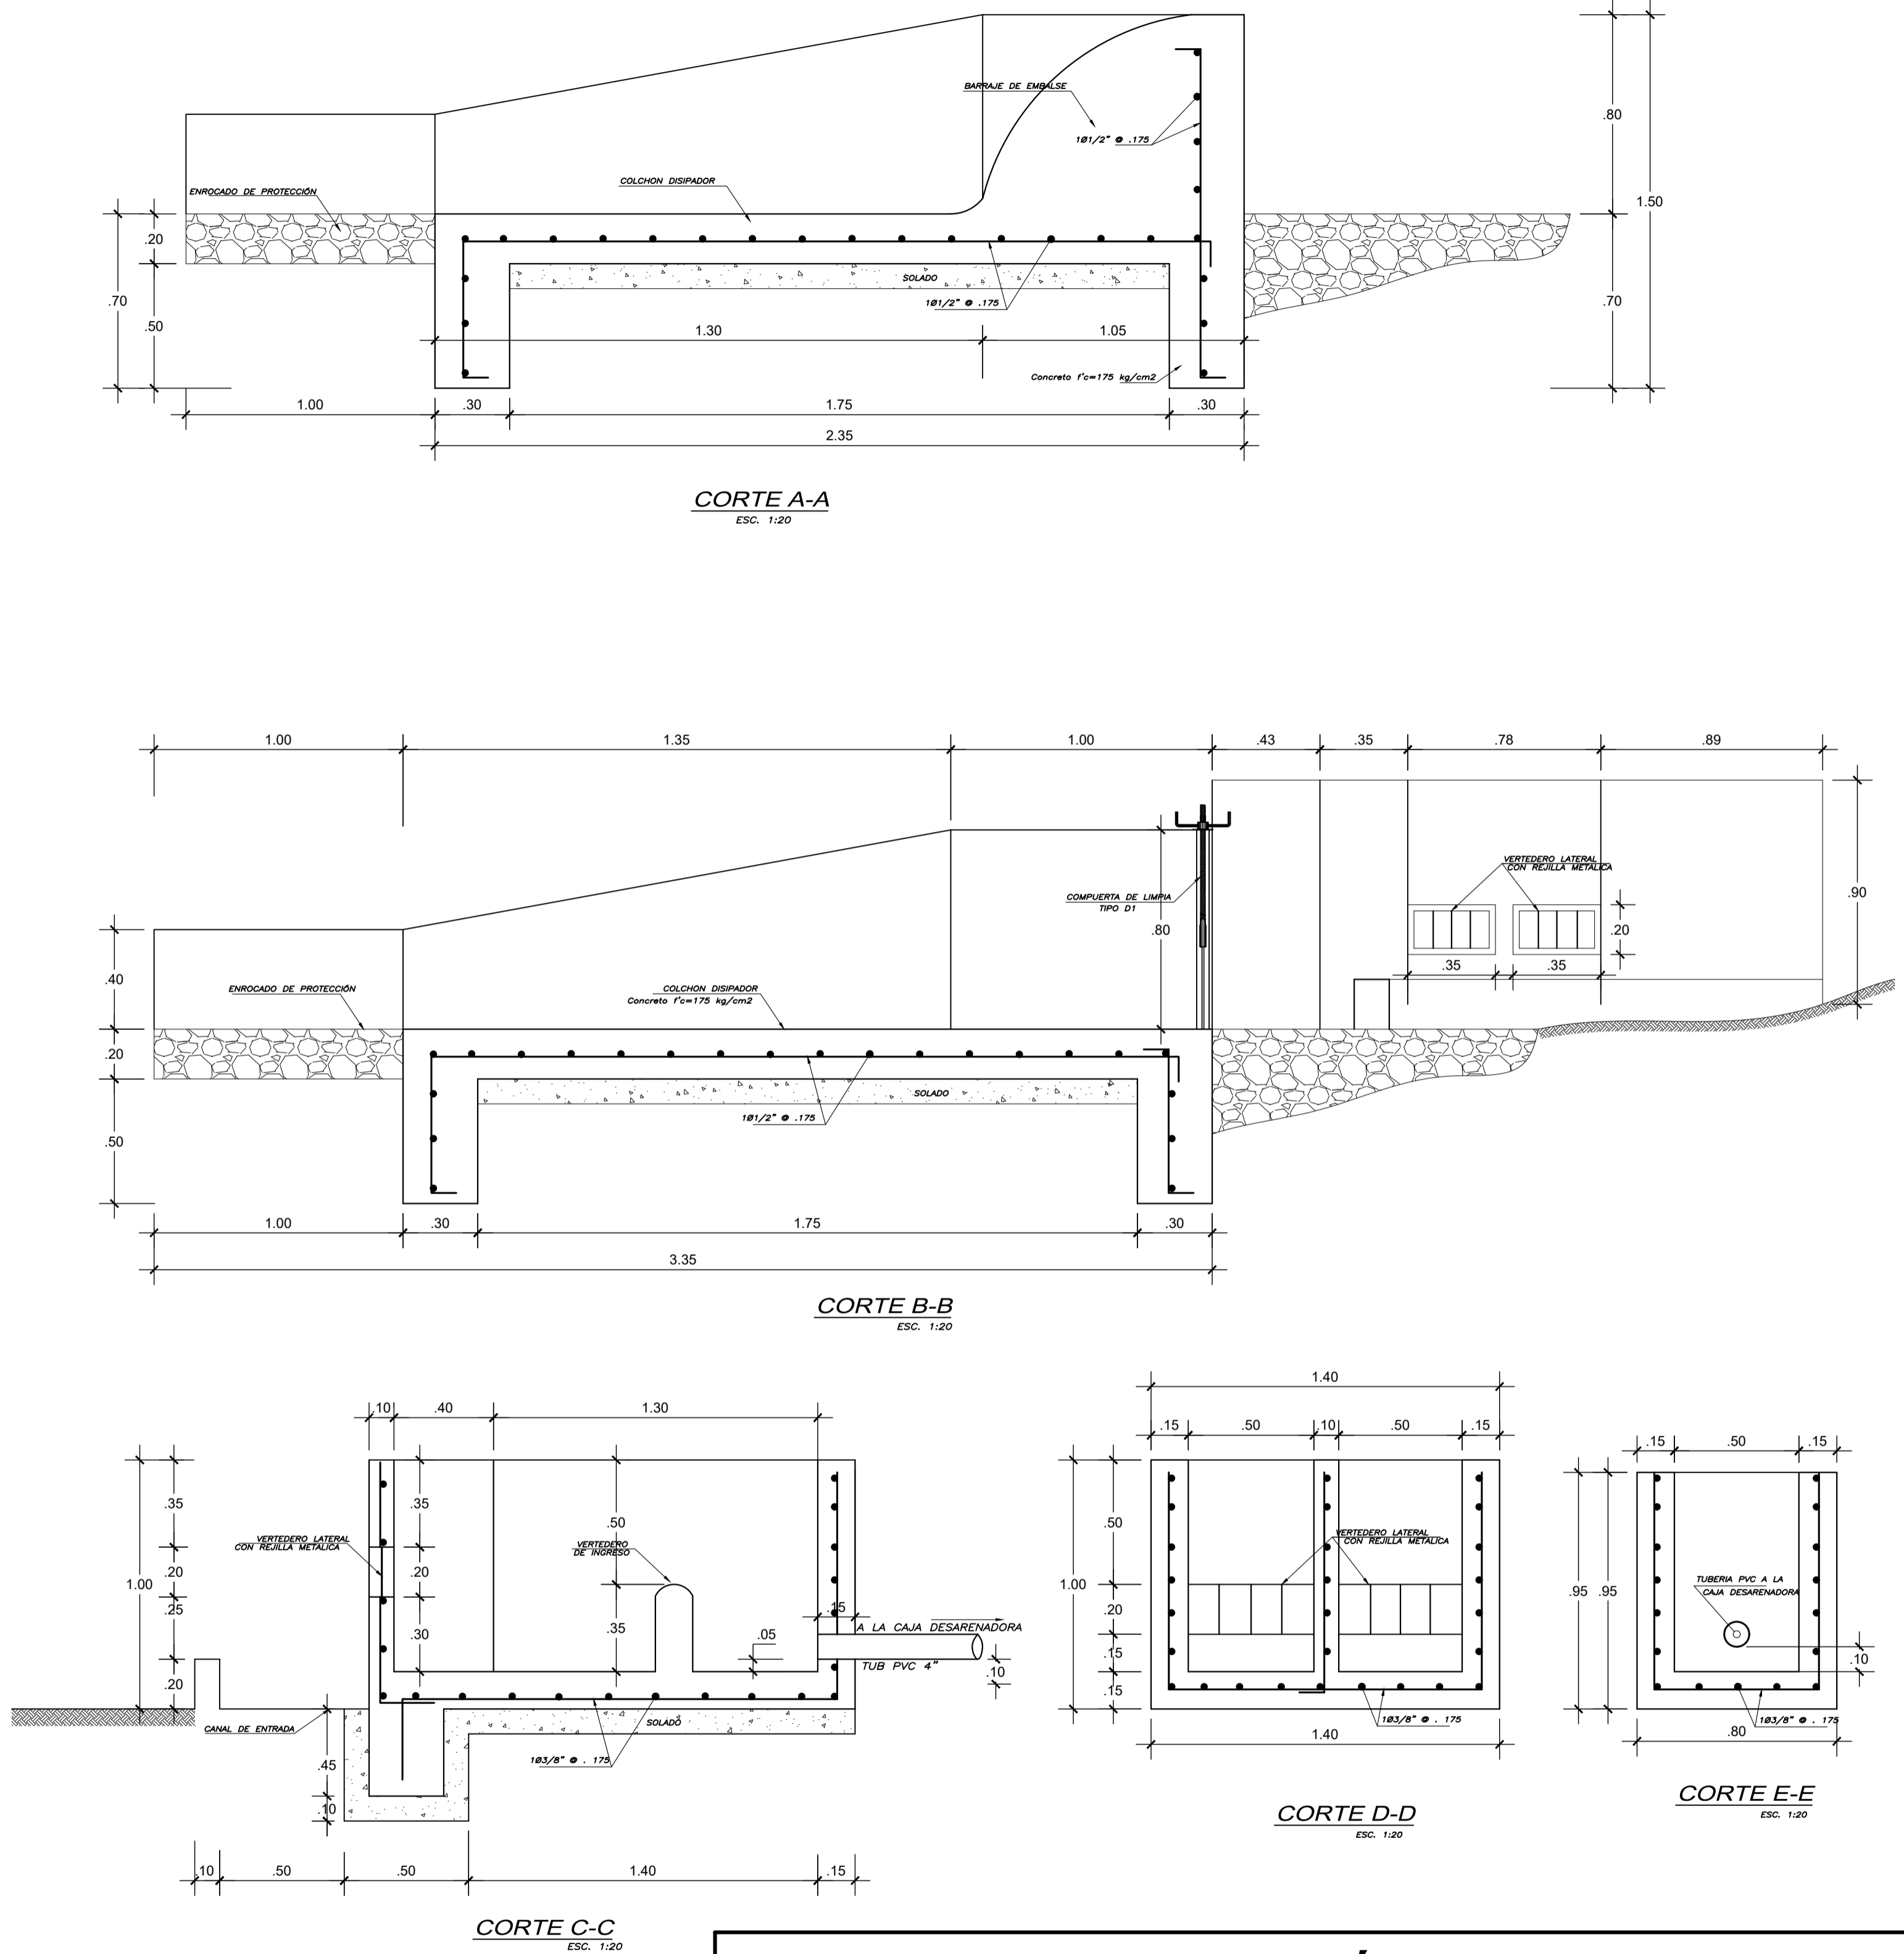 BARRAJE DE EMBALSE
1Ø1/2" @ .175
ENROCADO DE PROTECCIÓN
COLCHON DISIPADOR
.80
1.50
.20
.70
.50
SOLADO
1Ø1/2" @ .175
.70
1.30
1.05
Concreto f'c=175 kg/cm2
1.00
.30
1.75
.30
2.35
CORTE A-A
ESC. 1:20
1.00
1.35
1.00
.43
.35
.78
.89
VERTEDERO LATERAL
CON REJILLA METALICA
COMPUERTA DE LIMPIA
TIPO D1
.90
.80
.20
.35
.35
.40
ENROCADO DE PROTECCIÓN
COLCHON DISIPADOR
Concreto f'c=175 kg/cm2
.20
SOLADO
1Ø1/2" @ .175
.50
1.00
.30
1.75
.30
3.35
CORTE B-B
ESC. 1:20
.10
.40
1.30
.35
.35
.50
VERTEDERO LATERAL
CON REJILLA METALICA
VERTEDERO
DE INGRESO
1.00
.20
.20
.25
.15
.30
.35
.05
A LA CAJA DESARENADORA
TUB PVC 4"
.10
.20
CANAL DE ENTRADA
SOLADO
1Ø3/8" @ . 175
.45
.10
.10
.50
.50
1.40
.15
CORTE C-C
ESC. 1:20
1.40
.15
.50
.10
.50
.15
.50
VERTEDERO LATERAL
CON REJILLA METALICA
1.00
.20
.15
.15
1Ø3/8" @ . 175
1.40
CORTE D-D
ESC. 1:20
.15
.50
.15
.95
.95
TUBERIA PVC A LA
CAJA DESARENADORA
.10
1Ø3/8" @ . 175
.80
CORTE E-E
ESC. 1:20